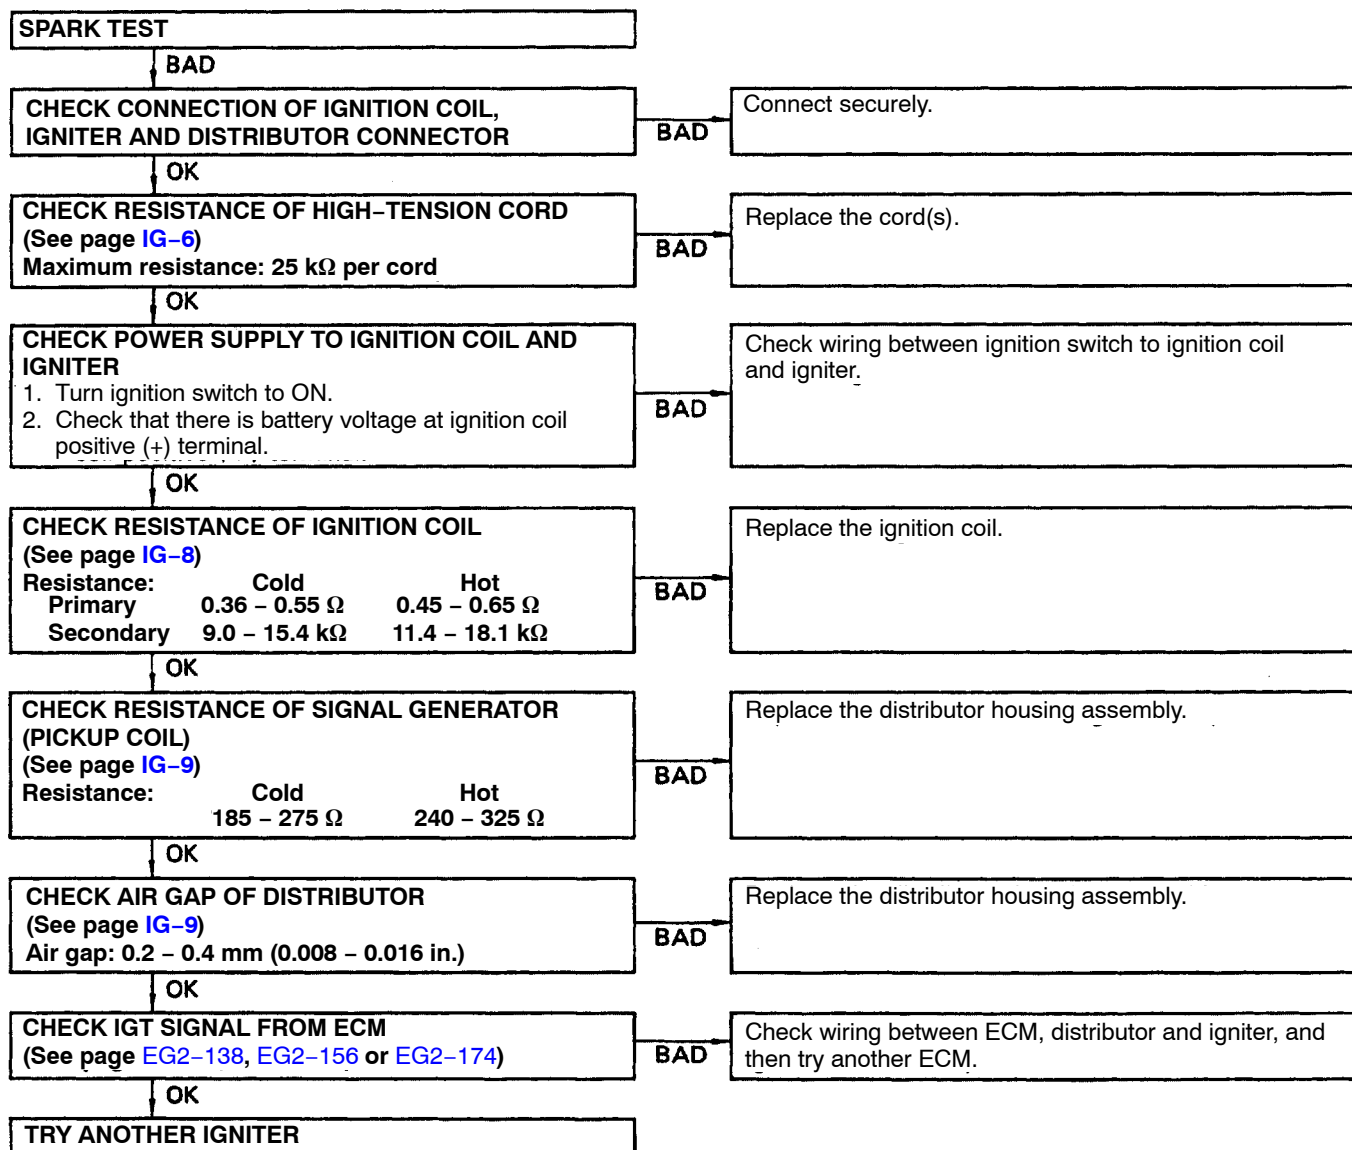 SPARK TEST
BAD
CHECK CONNECTION OF IGNITION COIL,
IGNITER AND DISTRIBUTOR CONNECTOR
BAD
Connect securely.
OK
CHECK RESISTANCE OF HIGH−TENSION CORD
(See page IG−6)
Maximum resistance: 25 kΩ per cord
BAD
Replace the cord(s).
OK
CHECK POWER SUPPLY TO IGNITION COIL AND
IGNITER
1. Turn ignition switch to ON.
2. Check that there is battery voltage at ignition coil
positive (+) terminal.
BAD
Check wiring between ignition switch to ignition coil
and igniter.
OK
CHECK RESISTANCE OF IGNITION COIL
(See page IG−8)
Resistance: Cold Hot
Primary 0.36 − 0.55 Ω 0.45 − 0.65 Ω
Secondary 9.0 − 15.4 kΩ 11.4 − 18.1 kΩ
BAD
Replace the ignition coil.
OK
CHECK RESISTANCE OF SIGNAL GENERATOR
(PICKUP COIL)
(See page IG−9)
Resistance: Cold Hot
185 − 275 Ω 240 − 325 Ω
BAD
Replace the distributor housing assembly.
OK
CHECK AIR GAP OF DISTRIBUTOR
(See page IG−9)
Air gap: 0.2 − 0.4 mm (0.008 − 0.016 in.)
BAD
Replace the distributor housing assembly.
OK
CHECK IGT SIGNAL FROM ECM
(See page EG2−138, EG2−156 or EG2−174)
BAD
Check wiring between ECM, distributor and igniter, and
then try another ECM.
OK
TRY ANOTHER IGNITER